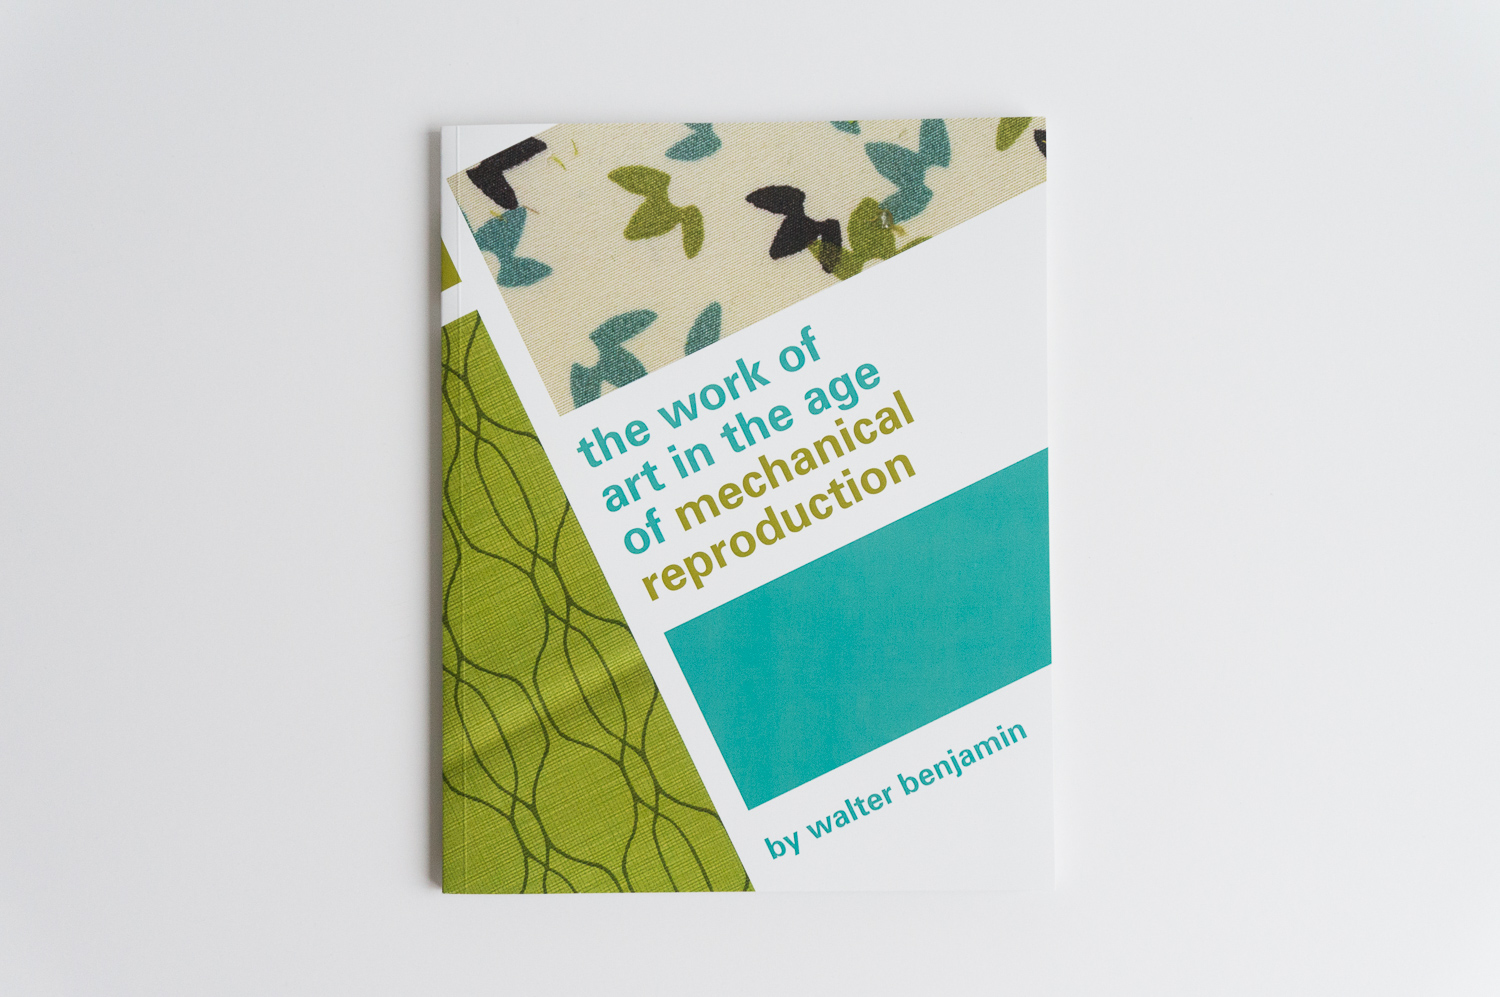 the work of
art in the age
of mechanical
reproduction
by walter benjamin